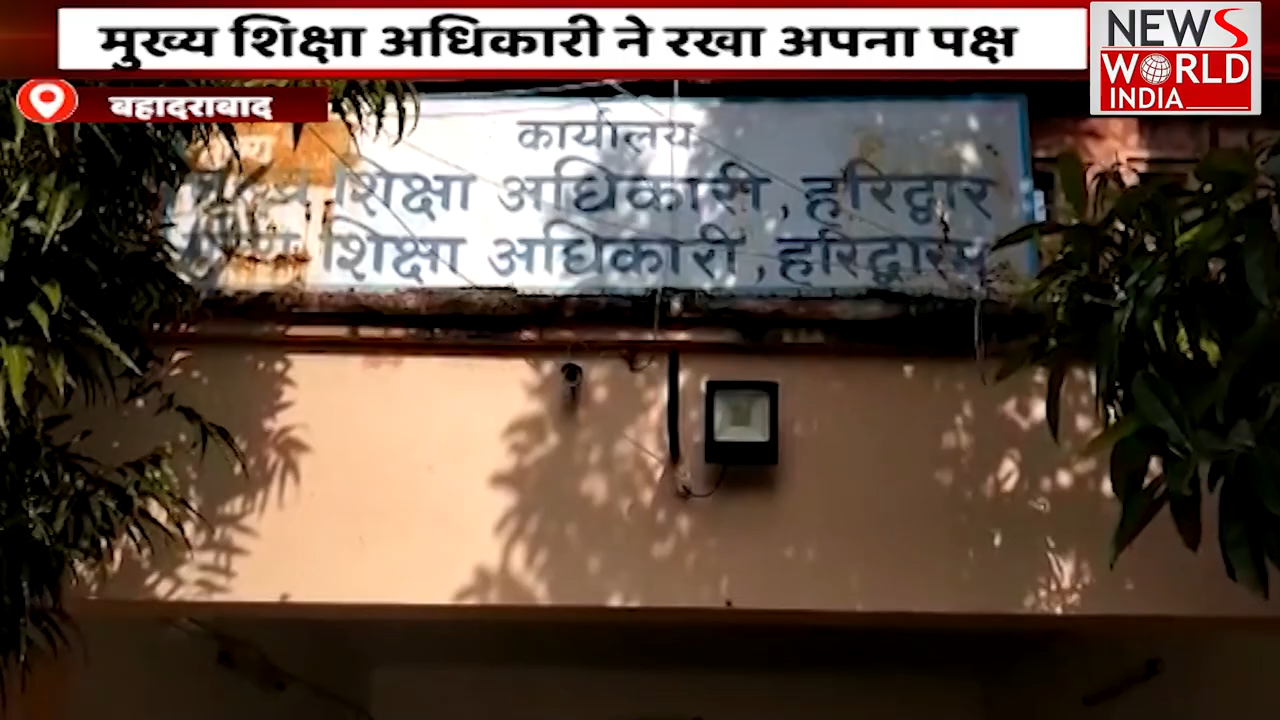 मुख्य शिक्षा अधिकारी ने रखा अपना पक्ष
NEWS
WORLD
INDIA
बहादराबाद
कार्यालय
शिक्षा अधिकारी, हरिद्वार
शिक्षा अधिकारी, हरिद्वार